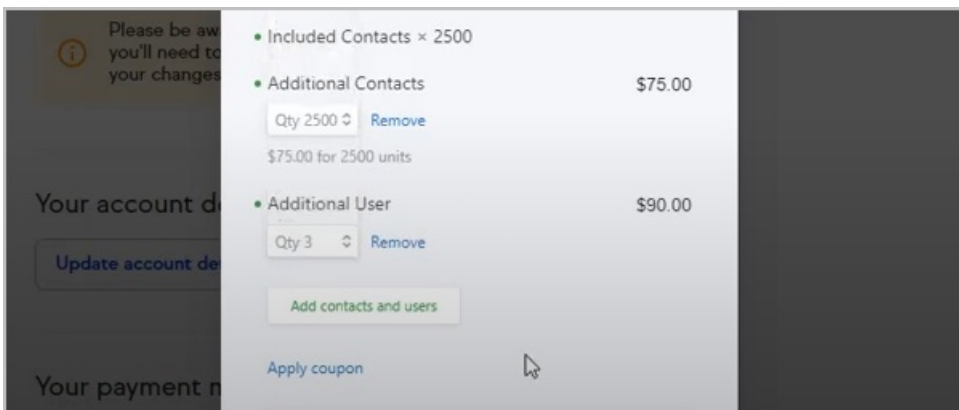 Please be aw
you'll need to
your changes
• Included Contacts × 2500
• Additional Contacts $75.00
Qty 2500 Remove
$75.00 for 2500 units
Your account d
• Additional User $90.00
Qty 3 Remove
Update account de
Add contacts and users
Apply coupon
Your payment n